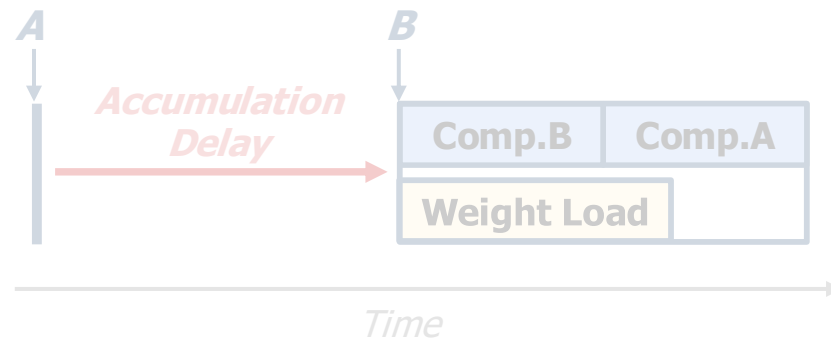 A
B
Accumulation
Delay
Comp.B
Comp.A
Weight Load
Time